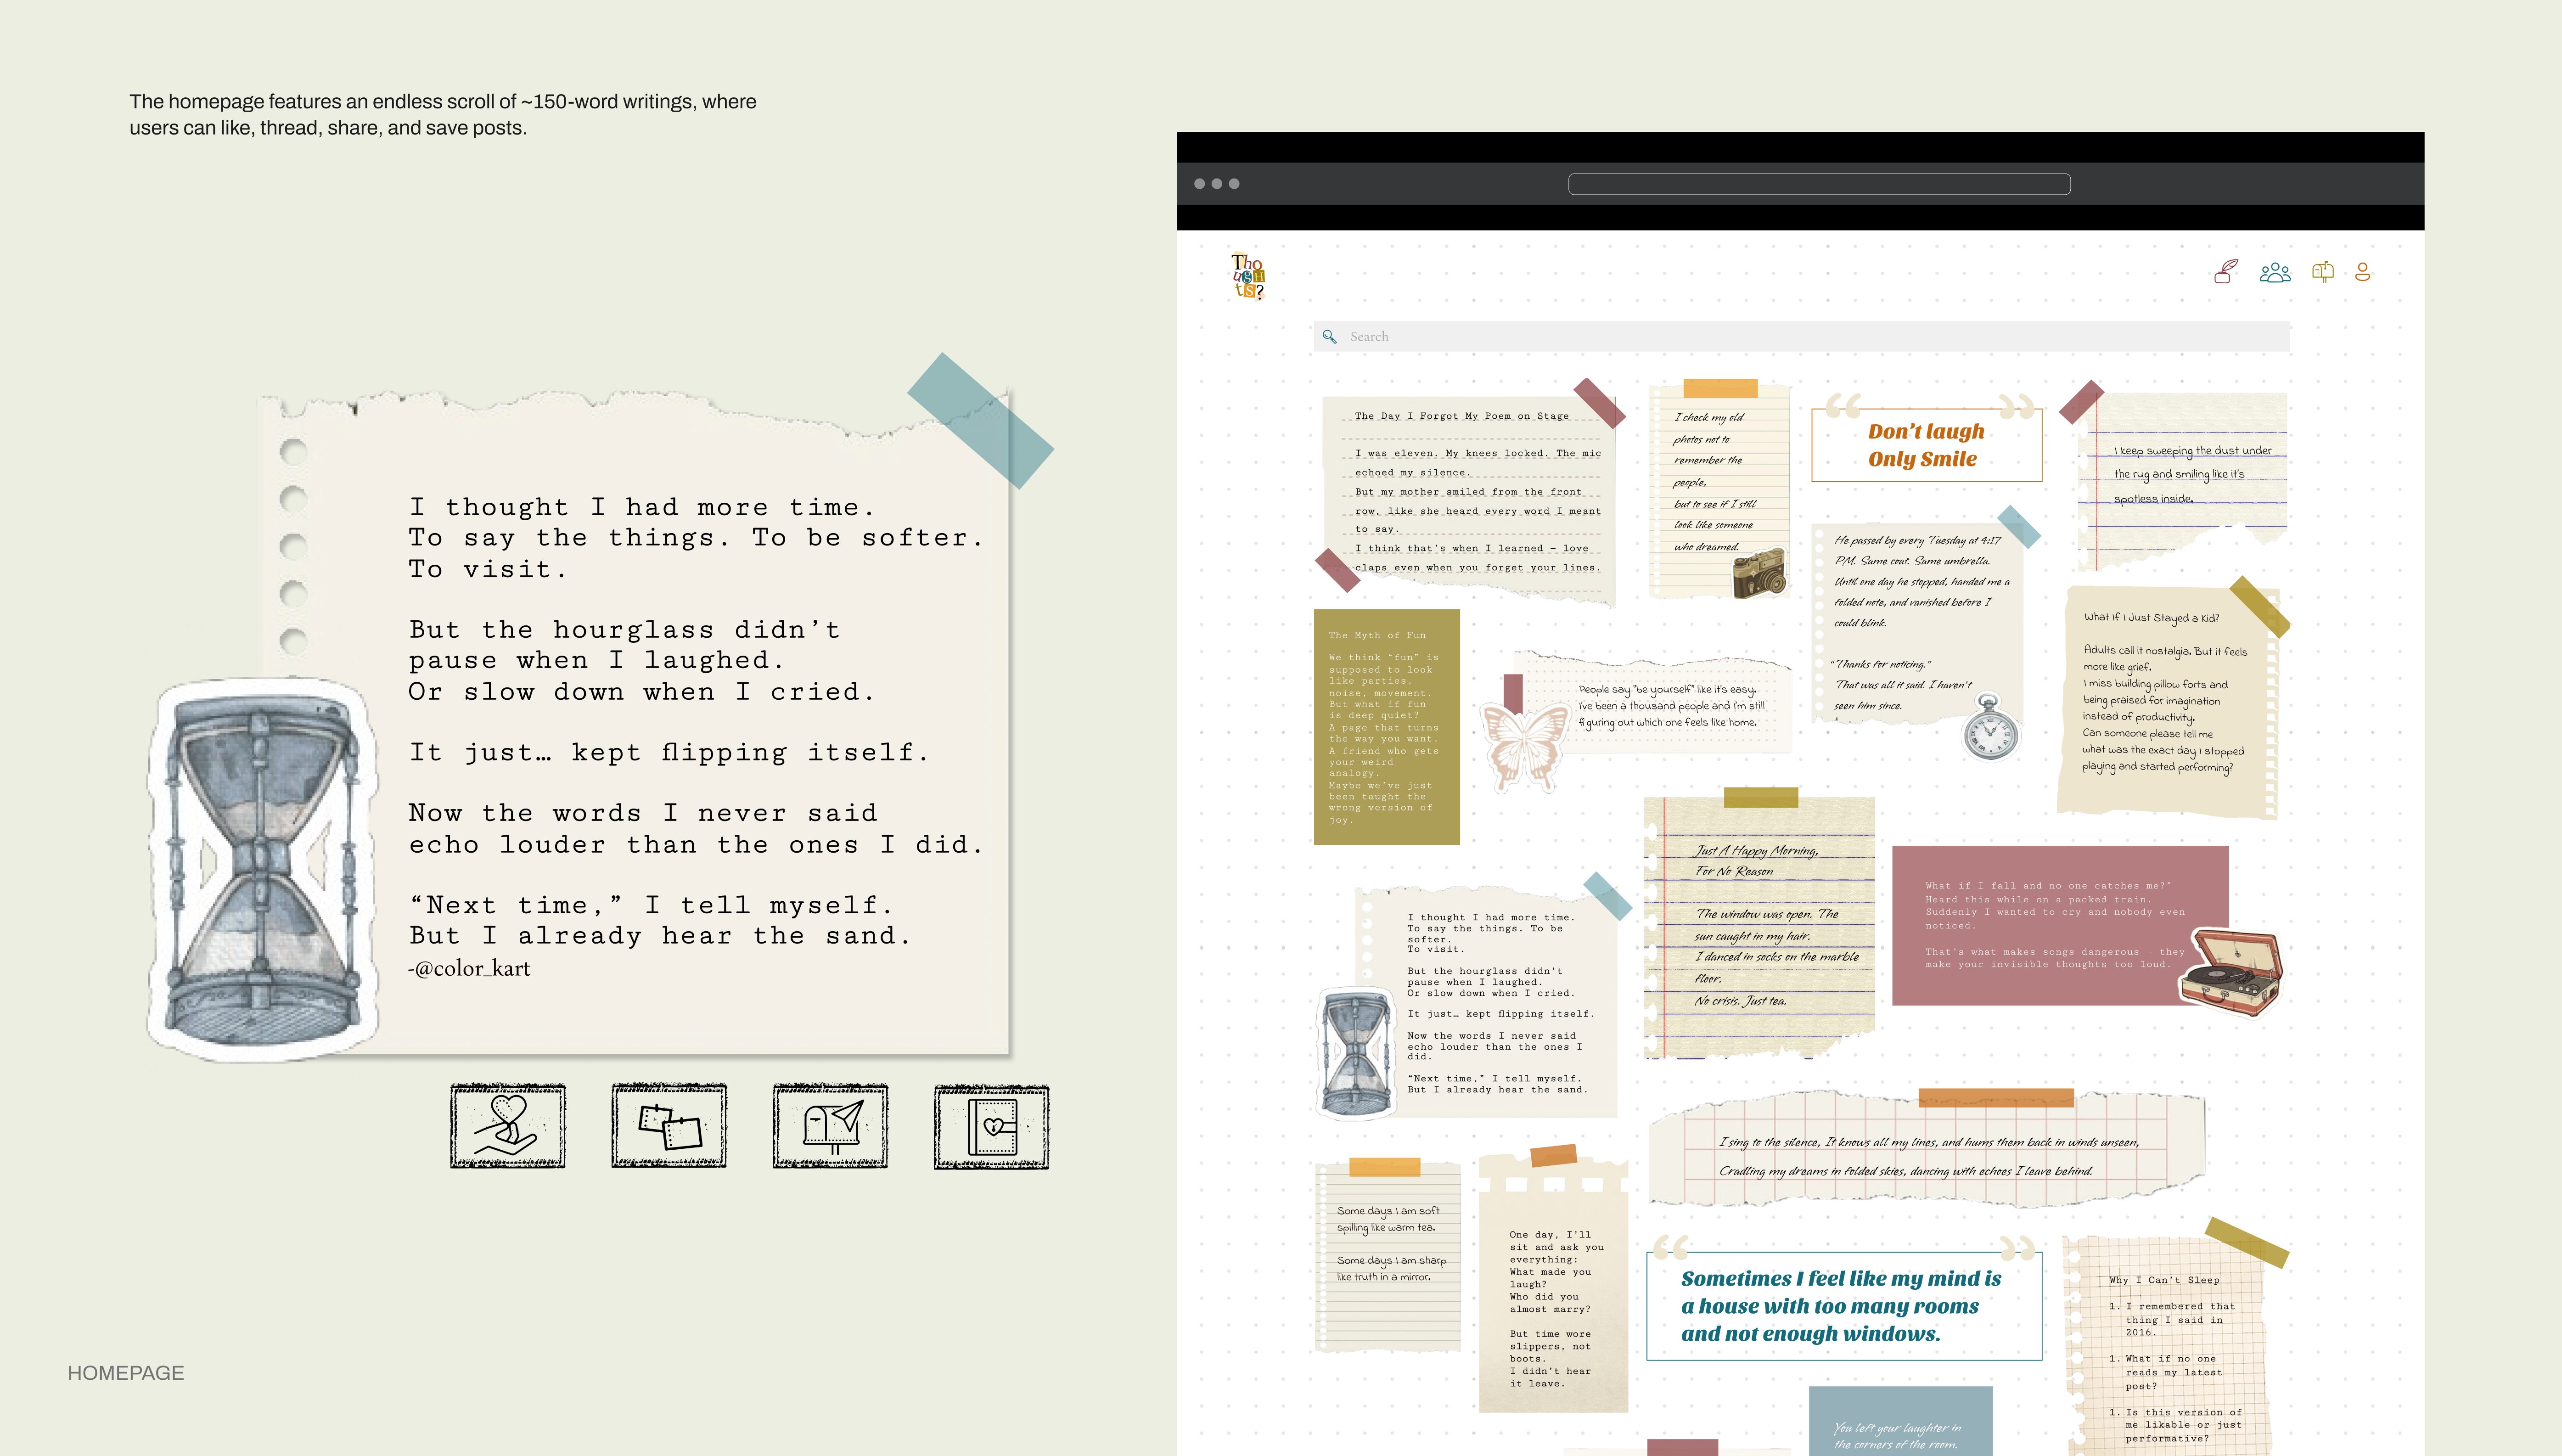 The homepage features an endless scroll of ~150-word writings, where
users can like, thread, share, and save posts.
I thought I had more time.
To say the things. To be softer.
To visit.
But the hourglass didn’t
pause when I laughed.
Or slow down when I cried.
It just… kept flipping itself.
Now the words I never said
echo louder than the ones I did.
“Next time,” I tell myself.
But I already hear the sand.
-@color_kart
HOMEPAGE
Tho
ugH
ts?
Search
The Day I Forgot My Poem on Stage
I was eleven. My knees locked. The mic
echoed my silence.
But my mother smiled from the front
row, like she heard every word I meant
to say.
I think that’s when I learned — love
claps even when you forget your lines.
I check my old
photos not to
remember the
people,
but to see if I still
look like someone
who dreamed.
“ ”
Don’t laugh
Only Smile
I keep sweeping the dust under
the rug and smiling like it’s
spotless inside.
He passed by every Tuesday at 4:17
PM. Same coat. Same umbrella.
Until one day he stopped, handed me a
folded note, and vanished before I
could blink.
“Thanks for noticing.”
That was all it said. I haven’t
seen him since.
What If I Just Stayed a Kid?
Adults call it nostalgia. But it feels
more like grief.
I miss building pillow forts and
being praised for imagination
instead of productivity.
Can someone please tell me
what was the exact day I stopped
playing and started performing?
The Myth of Fun
We think “fun” is
supposed to look
like parties,
noise, movement.
But what if fun
is deep quiet?
A page that turns
the way you want.
A friend who gets
your weird
analogy.
Maybe we’ve just
been taught the
wrong version of
joy.
People say "be yourself" like it's easy.
I've been a thousand people and I'm still
figuring out which one feels like home.
Just A Happy Morning,
For No Reason
The window was open. The
sun caught in my hair.
I danced in socks on the marble
floor.
No crisis. Just tea.
What if I fall and no one catches me?"
Heard this while on a packed train.
Suddenly I wanted to cry and nobody even
noticed.
That's what makes songs dangerous — they
make your invisible thoughts too loud.
I thought I had more time.
To say the things. To be
softer.
To visit.
But the hourglass didn’t
pause when I laughed.
Or slow down when I cried.
It just… kept flipping itself.
Now the words I never said
echo louder than the ones I
did.
“Next time,” I tell myself.
But I already hear the sand.
I sing to the silence, It knows all my lines, and hums them back in winds unseen,
Cradling my dreams in folded skies, dancing with echoes I leave behind.
Some days I am soft
spilling like warm tea.
Some days I am sharp
like truth in a mirror.
One day, I’ll
sit and ask you
everything:
What made you
laugh?
Who did you
almost marry?
But time wore
slippers, not
boots.
I didn’t hear
it leave.
“ ”
Sometimes I feel like my mind is
a house with too many rooms
and not enough windows.
Why I Can’t Sleep
1. I remembered that
thing I said in
2016.
1. What if no one
reads my latest
post?
1. Is this version of
me likable or just
performative?
You left your laughter in
the corners of the room.